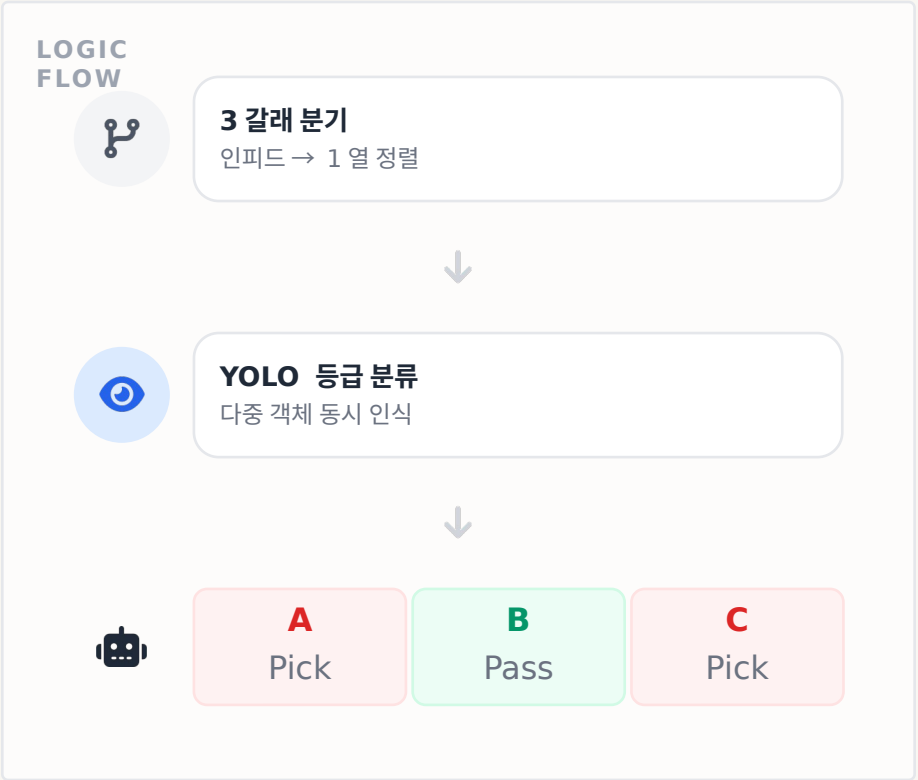 LOGIC
FLOW
3 갈래 분기
인피드 → 1 열 정렬
YOLO 등급 분류
다중 객체 동시 인식
A
Pick
B
Pass
C
Pick